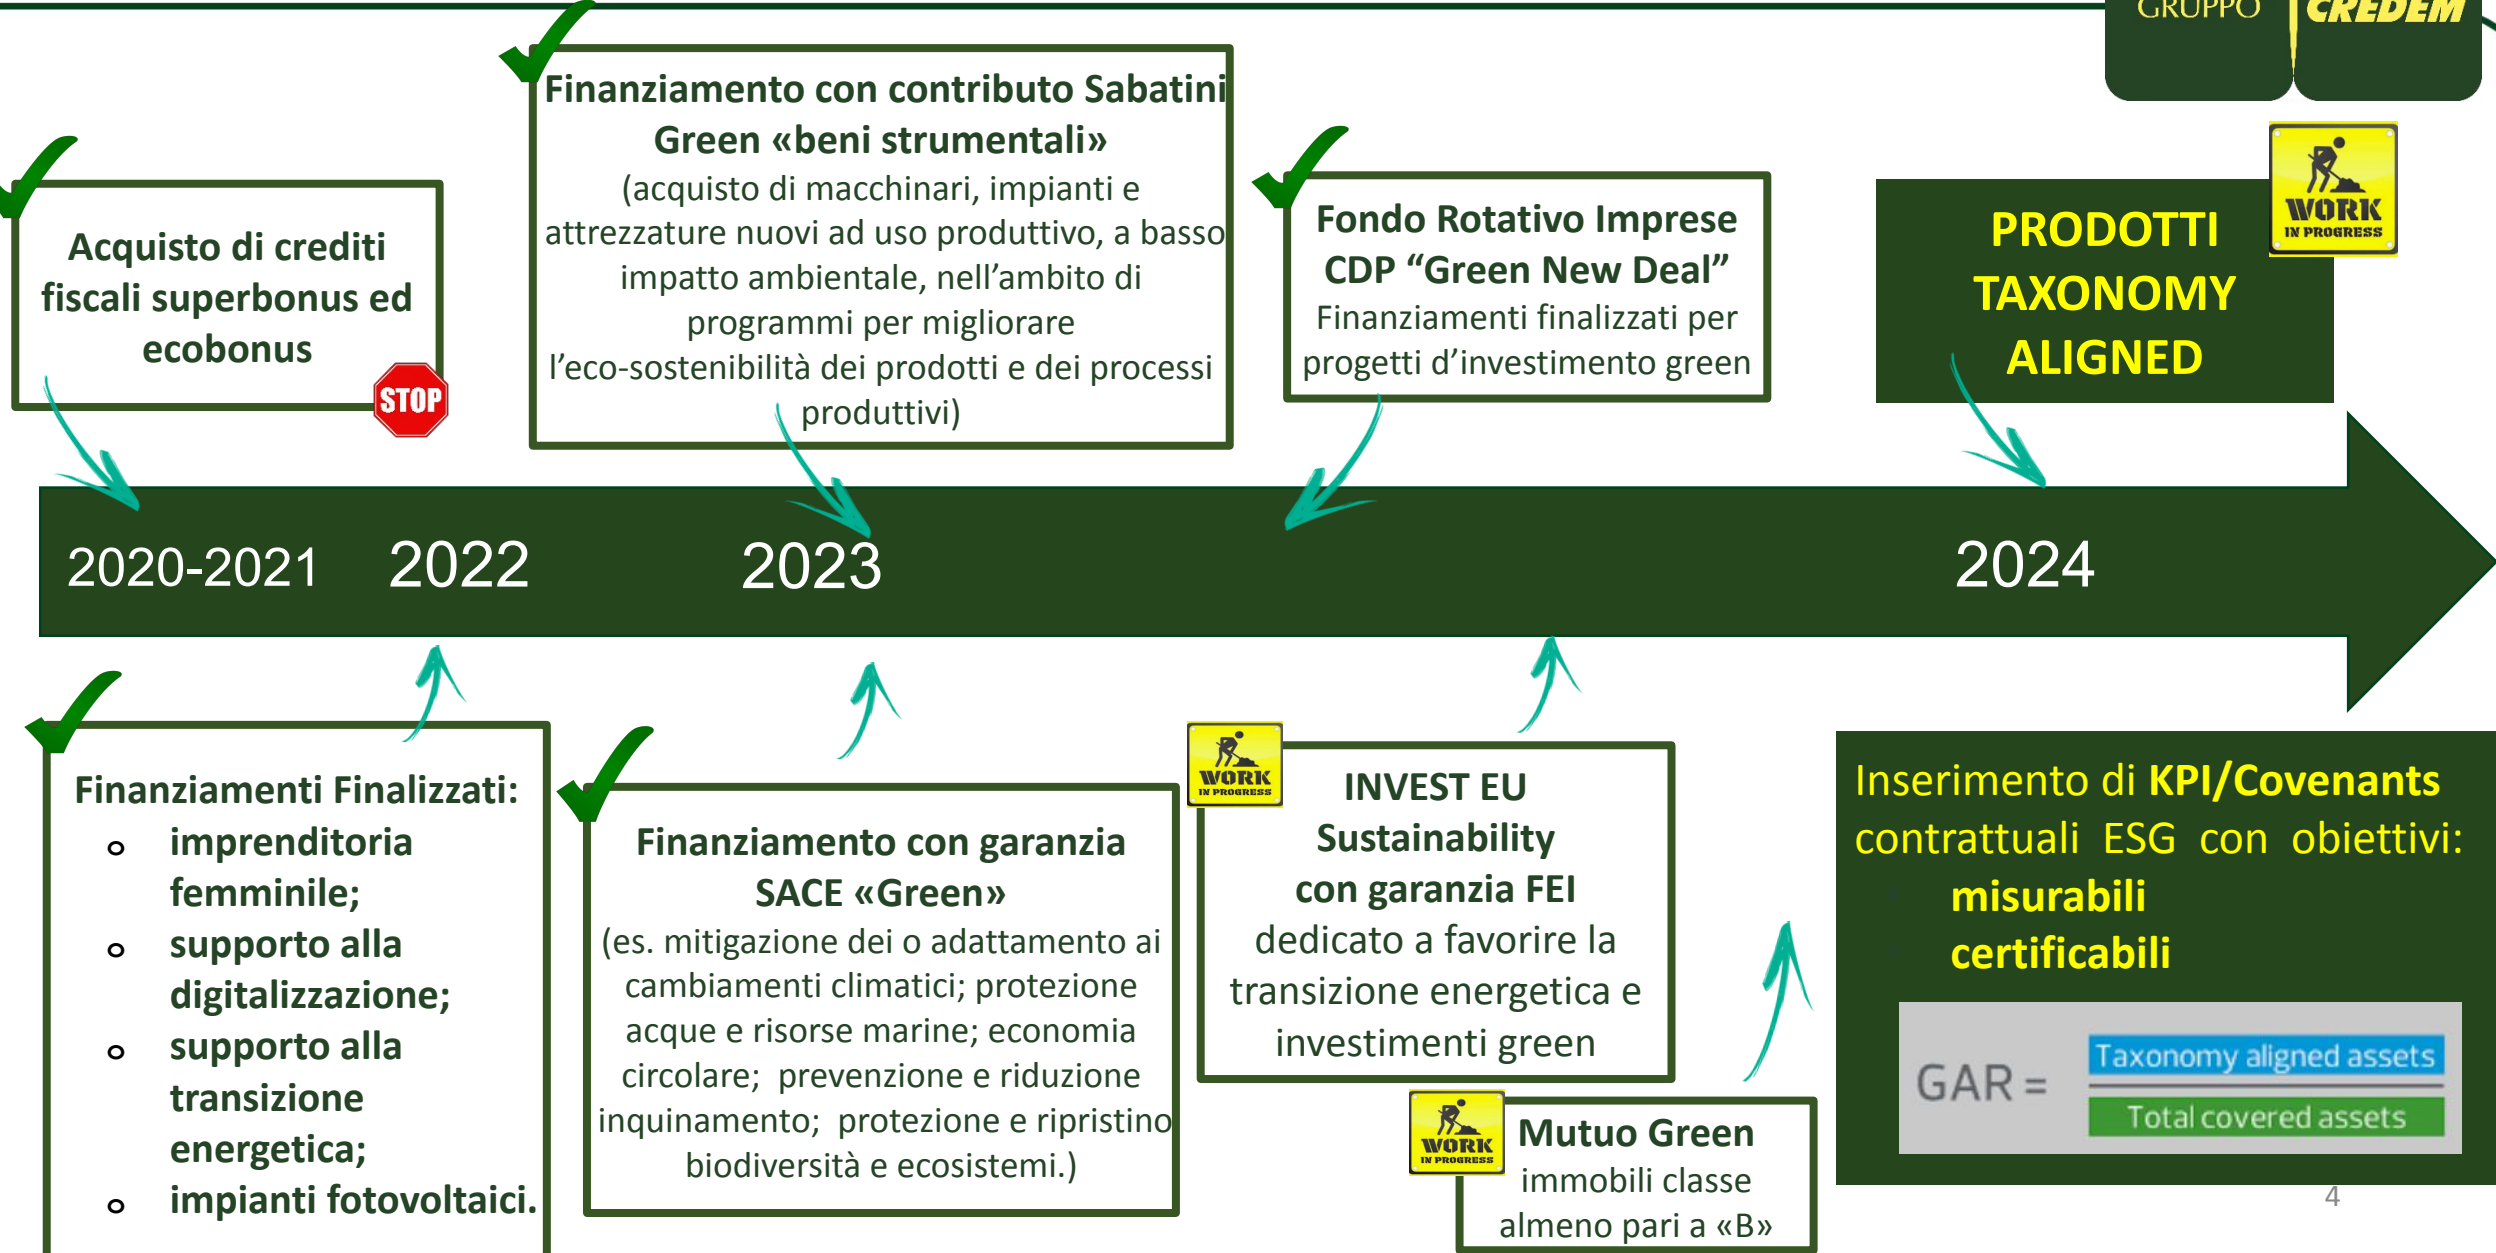 GRUPPO CREDEM
Finanziamento con contributo Sabatini
Green «beni strumentali»
(acquisto di macchinari, impianti e
attrezzature nuovi ad uso produttivo, a basso
impatto ambientale, nell’ambito di
programmi per migliorare
l’eco-sostenibilità dei prodotti e dei processi
produttivi)
Acquisto di crediti
fiscali superbonus ed
ecobonus
STOP
Fondo Rotativo Imprese
CDP “Green New Deal”
Finanziamenti finalizzati per
progetti d’investimento green
WORK
IN PROGRESS
PRODOTTI
TAXONOMY
ALIGNED
2020-2021 2022 2023 2024
Finanziamenti Finalizzati:
o imprenditoria
femminile;
o supporto alla
digitalizzazione;
o supporto alla
transizione
energetica;
o impianti fotovoltaici.
Finanziamento con garanzia
SACE «Green»
(es. mitigazione dei o adattamento ai
cambiamenti climatici; protezione
acque e risorse marine; economia
circolare; prevenzione e riduzione
inquinamento; protezione e ripristino
biodiversità e ecosistemi.)
WORK
IN PROGRESS
INVEST EU
Sustainability
con garanzia FEI
dedicato a favorire la
transizione energetica e
investimenti green
WORK
IN PROGRESS
Mutuo Green
immobili classe
almeno pari a «B»
Inserimento di KPI/Covenants
contrattuali ESG con obiettivi:
misurabili
certificabili
GAR =
Taxonomy aligned assets
Total covered assets
4